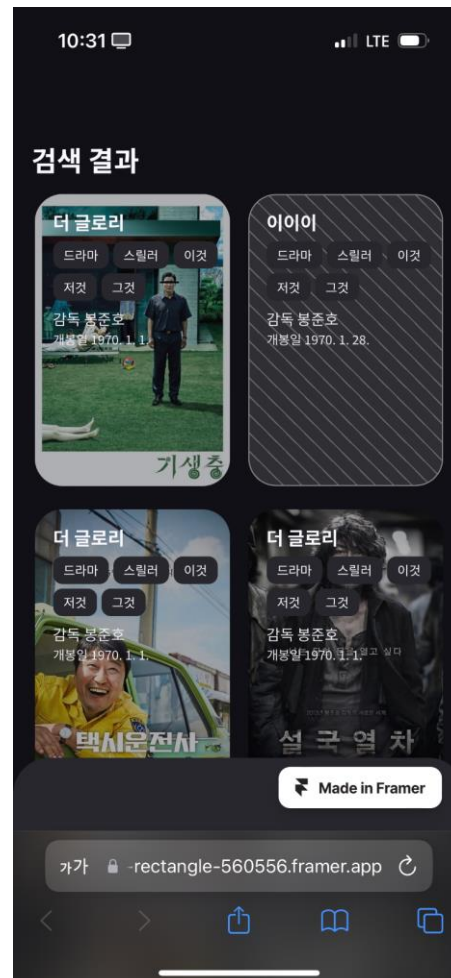 10:31
LTE
검색 결과
더 글로리
드라마 스릴러 이것
저것 그것
감독 봉준호
개봉일 1970. 1. 1.
기생충
이이이
드라마 스릴러 이것
저것 그것
감독 봉준호
개봉일 1970. 1. 28.
더 글로리
드라마 스릴러 이것
저것 그것
감독 봉준호
개봉일 1970. 1. 1.
택시운전사
더 글로리
드라마 스릴러 이것
저것 그것
감독 봉준호
개봉일 1970. 1. 1.
열고 싶다
설국열차
Made in Framer
가가 -rectangle-560556.framer.app